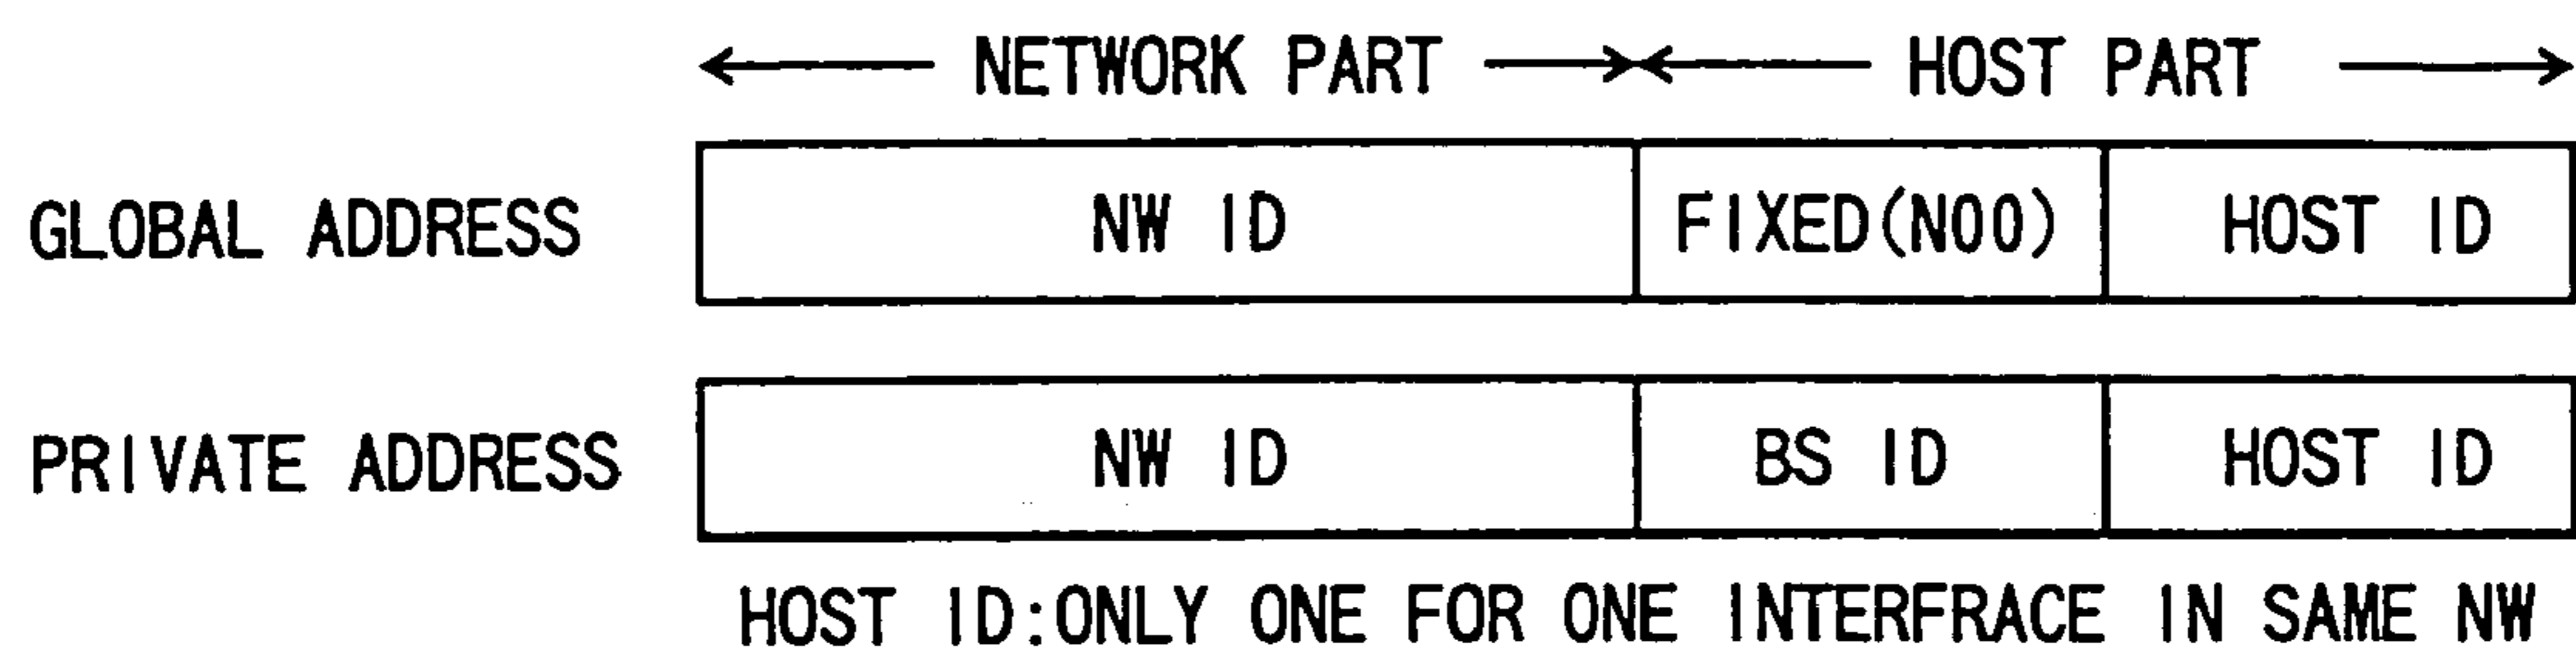 NETWORK PART HOST PART
GLOBAL ADDRESS NW ID FIXED(N00) HOST ID
PRIVATE ADDRESS NW ID BS ID HOST ID
HOST ID:ONLY ONE FOR ONE INTERFRACE IN SAME NW